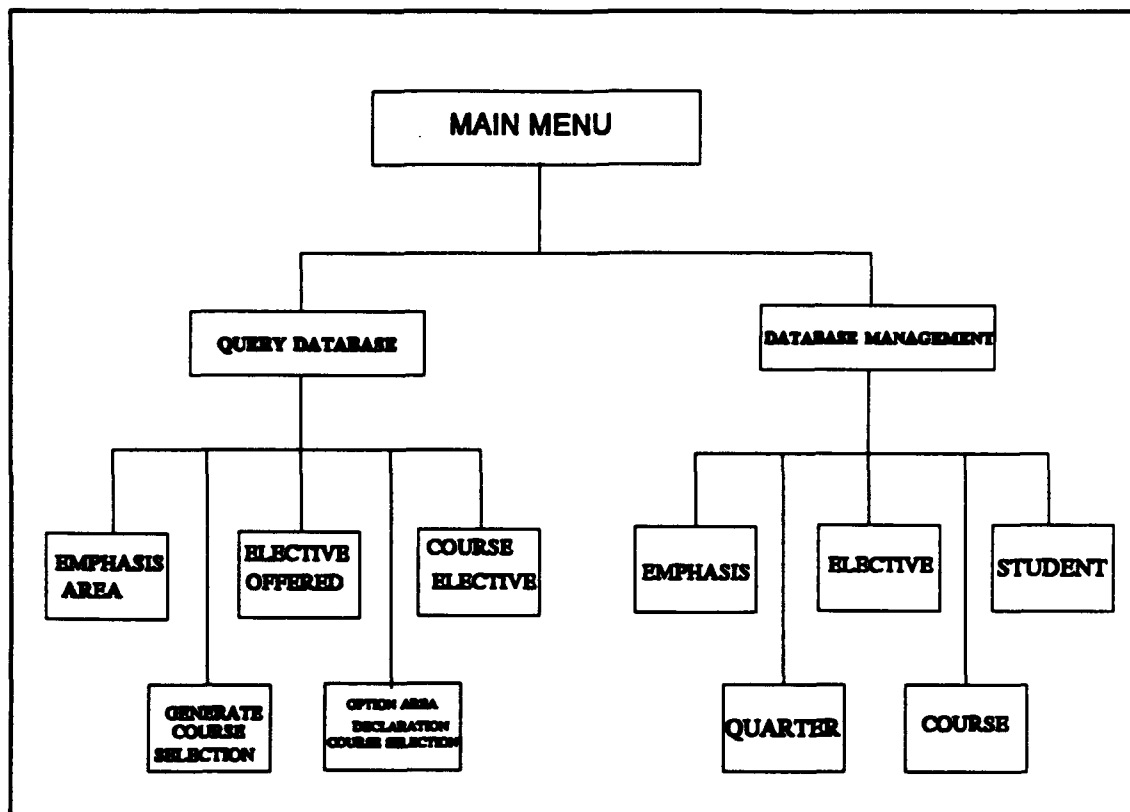 MAIN MENU
QUERY DATABASE
DATABASE MANAGEMENT
EMPHASIS
AREA
ELECTIVE
OFFERED
COURSE
ELECTIVE
EMPHASIS
ELECTIVE
STUDENT
GENERATE
COURSE
SELECTION
OPTION AREA
DECLARATION
COURSE SELECTION
QUARTER
COURSE